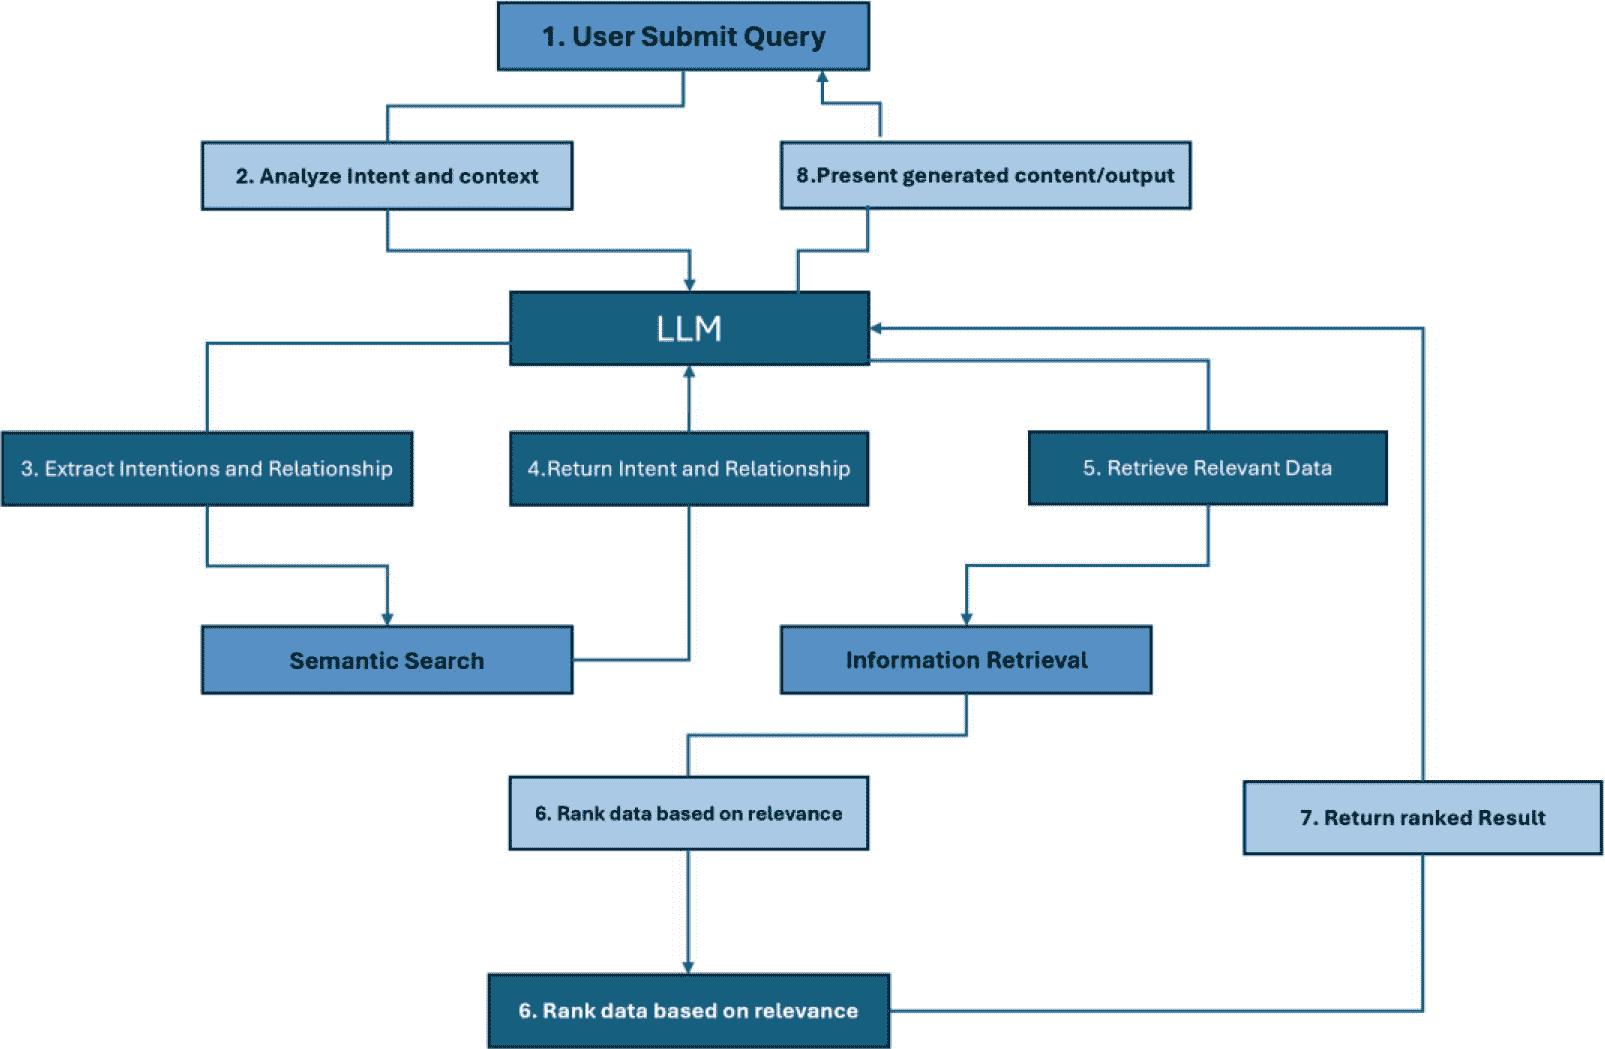 1. User Submit Query
2. Analyze Intent and context
8.Present generated content/output
LLM
3. Extract Intentions and Relationship
4.Return Intent and Relationship
5. Retrieve Relevant Data
Semantic Search
Information Retrieval
6. Rank data based on relevance
7. Return ranked Result
6. Rank data based on relevance